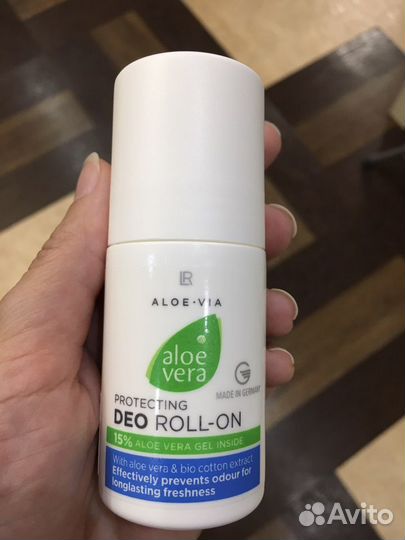 LR
ALOE•VIA
aloe
vera
MADE IN GERMANY
PROTECTING
DEO ROLL-ON
15% ALOE VERA GEL INSIDE
With aloe vera & bio cotton extract
Effectively prevents odour for
longlasting freshness
Avito